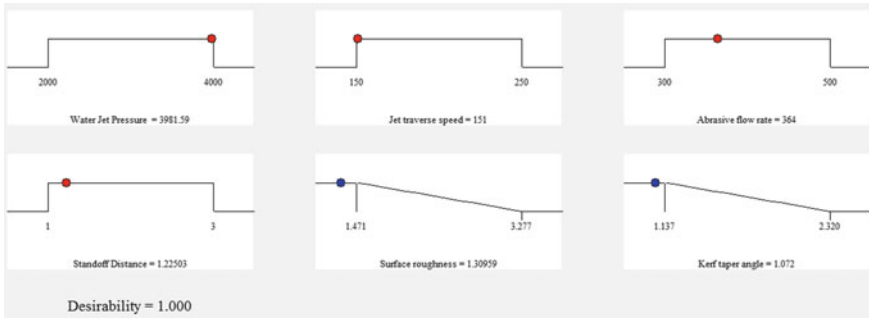 2000 4000
Water Jet Pressure = 3981.59
150 250
Jet traverse speed = 151
300 500
Abrasive flow rate = 364
1 3
Standoff Distance = 1.22503
1.471 3.277
Surface roughness = 1.30959
1.137 2.320
Kerf taper angle = 1.072
Desirability = 1.000